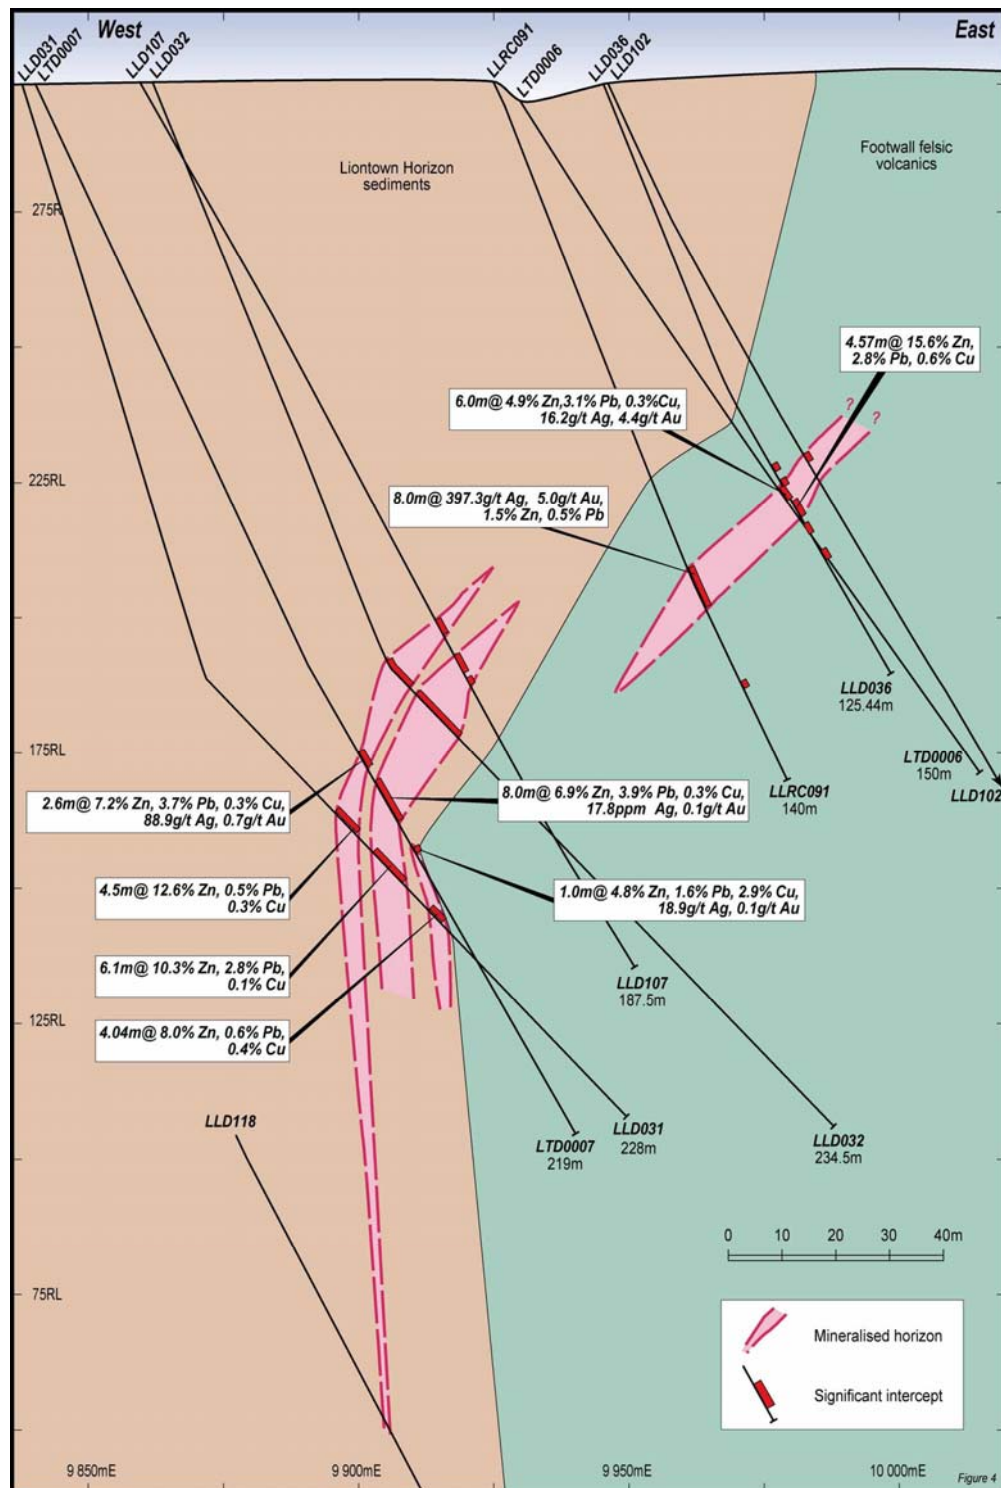 West
East
LLD031
LTD0007
LLD107
LLD032
LLRC091
LTD0006
LLD036
LLD102
Liontown Horizon
sediments
Footwall felsic
volcanics
275R
4.57m@ 15.6% Zn,
2.8% Pb, 0.6% Cu
6.0m@ 4.9% Zn,3.1% Pb, 0.3%Cu,
16.2g/t Ag, 4.4g/t Au
?
?
225RL
8.0m@ 397.3g/t Ag, 5.0g/t Au,
1.5% Zn, 0.5% Pb
LLD036
125.44m
175RL
LTD0006
150m
LLD102
LLRC091
140m
2.6m@ 7.2% Zn, 3.7% Pb, 0.3% Cu,
88.9g/t Ag, 0.7g/t Au
8.0m@ 6.9% Zn, 3.9% Pb, 0.3% Cu,
17.8ppm Ag, 0.1g/t Au
4.5m@ 12.6% Zn, 0.5% Pb,
0.3% Cu
1.0m@ 4.8% Zn, 1.6% Pb, 2.9% Cu,
18.9g/t Ag, 0.1g/t Au
6.1m@ 10.3% Zn, 2.8% Pb,
0.1% Cu
LLD107
187.5m
125RL
4.04m@ 8.0% Zn, 0.6% Pb,
0.4% Cu
LLD118
LTD0007
219m
LLD031
228m
LLD032
234.5m
0 10 20 30 40m
75RL
Mineralised horizon
Significant intercept
9 850mE 9 900mE 9 950mE 10 000mE
Figure 4